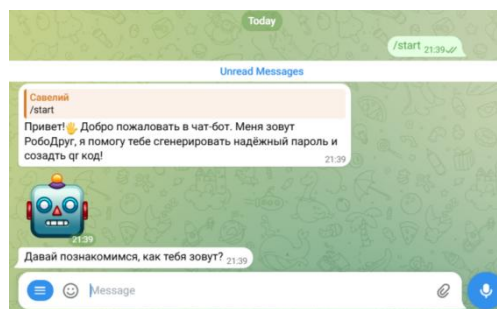 Today
/start 21:39
Unread Messages
Савелий
/start
Привет!🖐 Добро пожаловать в чат-бот. Меня зовут
РобоДруг, я помогу тебе сгенерировать надёжный пароль и
созадть qr код!
21:39
21:39
Давай познакомимся, как тебя зовут? 21:39
Message